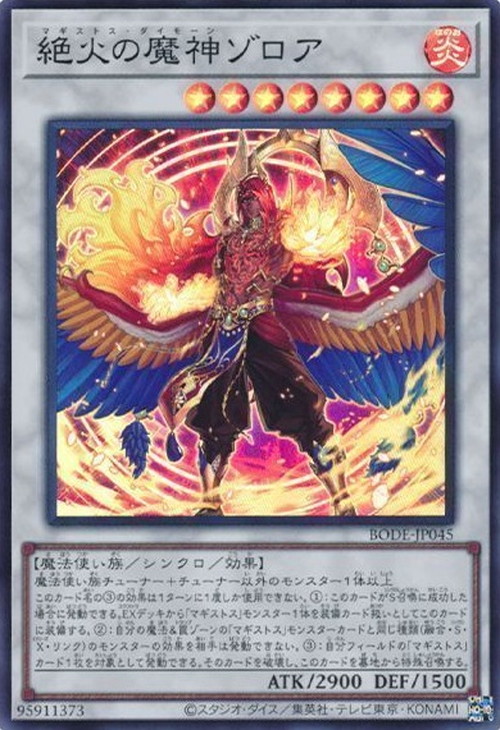 マギストス・ダイモーン
絶火の魔神ゾロア
ほのお
炎
BODE-JP045
【魔法使い族／シンクロ／効果】
魔法使い族チューナー＋チューナー以外のモンスター1体以上
このカード名の③の効果は1ターンに1度しか使用できない。①：このカードがS召喚に成功した
場合に発動できる。EXデッキから「マギストス」モンスター1体を装備カード扱いとしてこのカード
に装備する。②：自分の魔法＆罠ゾーンの「マギストス」モンスターカードと同じ種類（融合・S・
X・リンク）のモンスターの効果を相手は発動できない。③：自分フィールドの「マギストス」
カード1枚を対象として発動できる。そのカードを破壊し、このカードを墓地から特殊召喚する。
ATK/2900 DEF/1500
95911373
©スタジオ・ダイス／集英社・テレビ東京・KONAMI